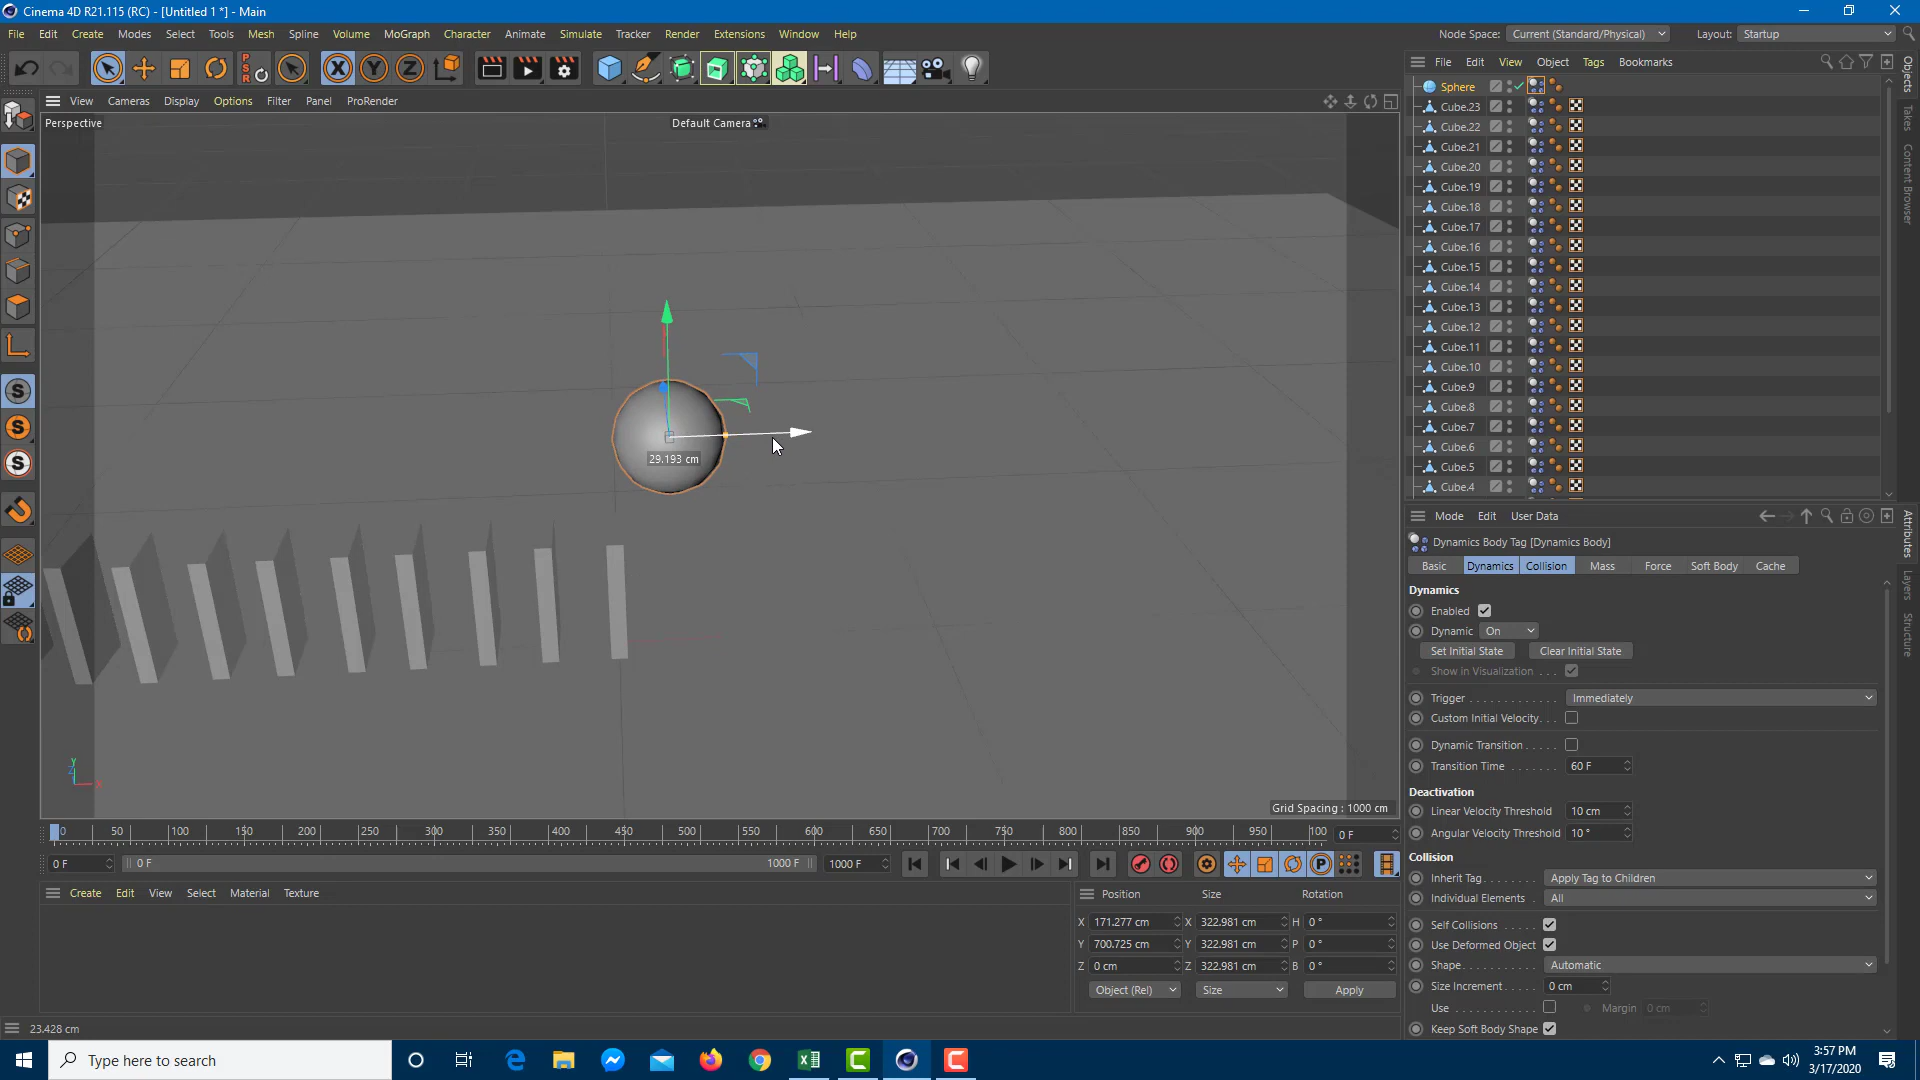 Cinema 4D R21.115 (RC) - [Untitled 1 *] - Main
File Edit Create Modes Select Tools Mesh Spline Volume MoGraph Character Animate Simulate Tracker Render Extensions Window Help
Node Space: Current (Standard/Physical) Layout: Startup
PSR X Y Z
File Edit View Object Tags Bookmarks
View Cameras Display Options Filter Panel ProRender
Perspective
Default Camera
29.193 cm
Grid Spacing : 1000 cm
Y Z X
Sphere
Cube.23
Cube.22
Cube.21
Cube.20
Cube.19
Cube.18
Cube.17
Cube.16
Cube.15
Cube.14
Cube.13
Cube.12
Cube.11
Cube.10
Cube.9
Cube.8
Cube.7
Cube.6
Cube.5
Cube.4
Objects
Takes
Content Browser
Attributes
Layers
Structure
Mode Edit User Data
Dynamics Body Tag [Dynamics Body]
Basic Dynamics Collision Mass Force Soft Body Cache
Dynamics
Enabled
Dynamic On
Set Initial State Clear Initial State
Show in Visualization . . .
Trigger . . . . . . . . . . . . Immediately
Custom Initial Velocity. . .
Dynamic Transition . . . . .
Transition Time . . . . . . . 60 F
Deactivation
Linear Velocity Threshold 10 cm
Angular Velocity Threshold 10 °
Collision
Inherit Tag . . . . . . . . Apply Tag to Children
Individual Elements . All
Self Collisions . . . . .
Use Deformed Object
Shape. . . . . . . . . . . . Automatic
Size Increment . . . . . 0 cm
Use . . . . . . . . . . . . Margin 0 cm
Keep Soft Body Shape
0 50 100 150 200 250 300 350 400 450 500 550 600 650 700 750 800 850 900 950 100 0 F
0 F 0 F 1000 F 1000 F
Create Edit View Select Material Texture
Position Size Rotation
X 171.277 cm X 322.981 cm H 0 °
Y 700.725 cm Y 322.981 cm P 0 °
Z 0 cm Z 322.981 cm B 0 °
Object (Rel) Size Apply
23.428 cm
Type here to search
3:57 PM
3/17/2020